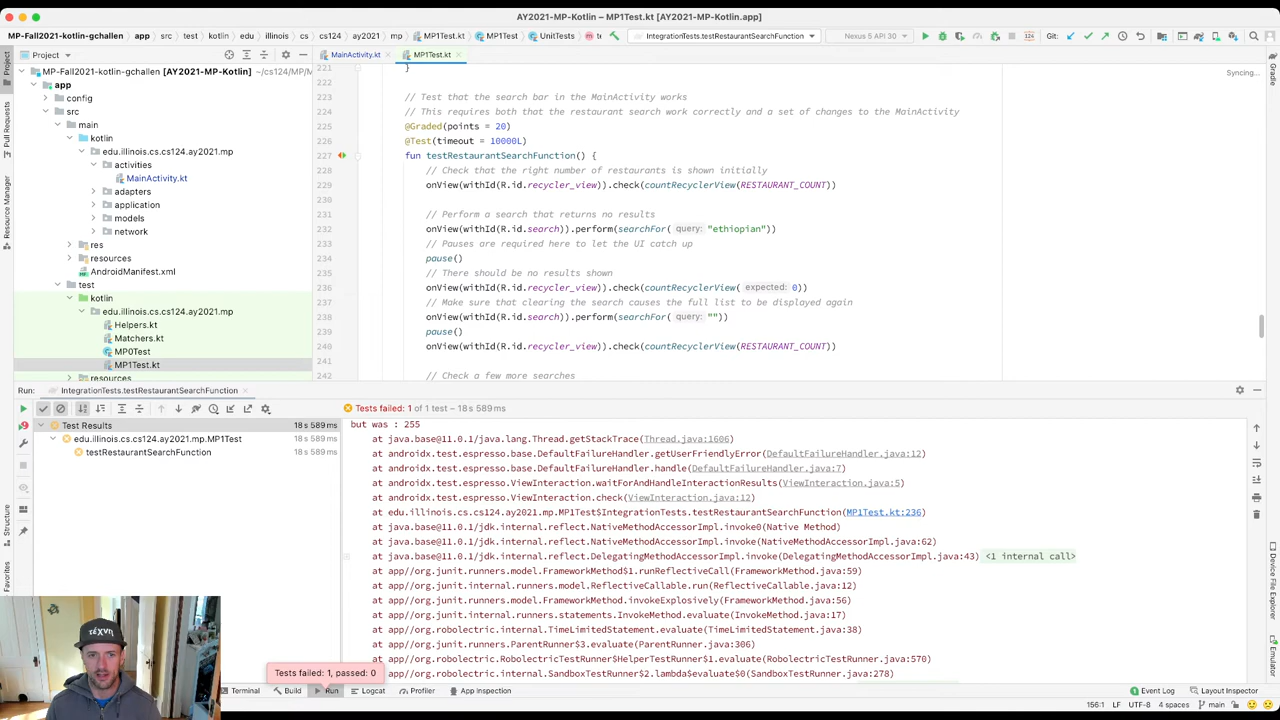 AY2021-MP-Kotlin – MP1Test.kt [AY2021-MP-Kotlin.app]
MP-Fall2021-kotlin-gchallen app src test kotlin edu illinois cs cs124 ay2021 mp MP1Test.kt MP1Test UnitTests IntegrationTests.testRestaurantSearchFunction Nexus 5 API 30 Git:
Project MainActivity.kt MP1Test.kt
MP-Fall2021-kotlin-gchallen [AY2021-MP-Kotlin]
app
config
src
main
kotlin
edu.illinois.cs.cs124.ay2021.mp
activities
MainActivity.kt
adapters
application
models
network
res
resources
AndroidManifest.xml
test
kotlin
edu.illinois.cs.cs124.ay2021.mp
Helpers.kt
Matchers.kt
MP0Test
MP1Test.kt
resources
Project
Pull Requests
Resource Manager
Structure
Favorites
Syncing...
221 }
222
223 // Test that the search bar in the MainActivity works
224 // This requires both that the restaurant search work correctly and a set of changes to the MainActivity
225 @Graded(points = 20)
226 @Test(timeout = 10000L)
227 fun testRestaurantSearchFunction() {
228 // Check that the right number of restaurants is shown initially
229 onView(withId(R.id.recycler_view)).check(countRecyclerView(RESTAURANT_COUNT))
230
231 // Perform a search that returns no results
232 onView(withId(R.id.search)).perform(searchFor( query: "ethiopian"))
233 // Pauses are required here to let the UI catch up
234 pause()
235 // There should be no results shown
236 onView(withId(R.id.recycler_view)).check(countRecyclerView( expected: 0))
237 // Make sure that clearing the search causes the full list to be displayed again
238 onView(withId(R.id.search)).perform(searchFor( query: ""))
239 pause()
240 onView(withId(R.id.recycler_view)).check(countRecyclerView(RESTAURANT_COUNT))
241
242 // Check a few more searches
Gradle
Device File Explorer
Emulator
Run: IntegrationTests.testRestaurantSearchFunction
Tests failed: 1 of 1 test – 18 s 589 ms
Test Results 18 s 589 ms
edu.illinois.cs.cs124.ay2021.mp.MP1Test 18 s 589 ms
testRestaurantSearchFunction 18 s 589 ms
but was : 255
at java.base@11.0.1/java.lang.Thread.getStackTrace(Thread.java:1606)
at androidx.test.espresso.base.DefaultFailureHandler.getUserFriendlyError(DefaultFailureHandler.java:12)
at androidx.test.espresso.base.DefaultFailureHandler.handle(DefaultFailureHandler.java:7)
at androidx.test.espresso.ViewInteraction.waitForAndHandleInteractionResults(ViewInteraction.java:5)
at androidx.test.espresso.ViewInteraction.check(ViewInteraction.java:12)
at edu.illinois.cs.cs124.ay2021.mp.MP1Test$IntegrationTests.testRestaurantSearchFunction(MP1Test.kt:236)
at java.base@11.0.1/jdk.internal.reflect.NativeMethodAccessorImpl.invoke0(Native Method)
at java.base@11.0.1/jdk.internal.reflect.NativeMethodAccessorImpl.invoke(NativeMethodAccessorImpl.java:62)
at java.base@11.0.1/jdk.internal.reflect.DelegatingMethodAccessorImpl.invoke(DelegatingMethodAccessorImpl.java:43) <1 internal call>
at app//org.junit.runners.model.FrameworkMethod$1.runReflectiveCall(FrameworkMethod.java:59)
at app//org.junit.internal.runners.model.ReflectiveCallable.run(ReflectiveCallable.java:12)
at app//org.junit.runners.model.FrameworkMethod.invokeExplosively(FrameworkMethod.java:56)
at app//org.junit.internal.runners.statements.InvokeMethod.evaluate(InvokeMethod.java:17)
at app//org.robolectric.internal.TimeLimitedStatement.evaluate(TimeLimitedStatement.java:38)
at app//org.junit.runners.ParentRunner$3.evaluate(ParentRunner.java:306)
at app//org.robolectric.RobolectricTestRunner$HelperTestRunner$1.evaluate(RobolectricTestRunner.java:570)
at app//org.robolectric.internal.SandboxTestRunner$2.lambda$evaluate$0(SandboxTestRunner.java:278)
Tests failed: 1, passed: 0
Terminal Build Run Logcat Profiler App Inspection Event Log Layout Inspector
156:1 LF UTF-8 4 spaces main